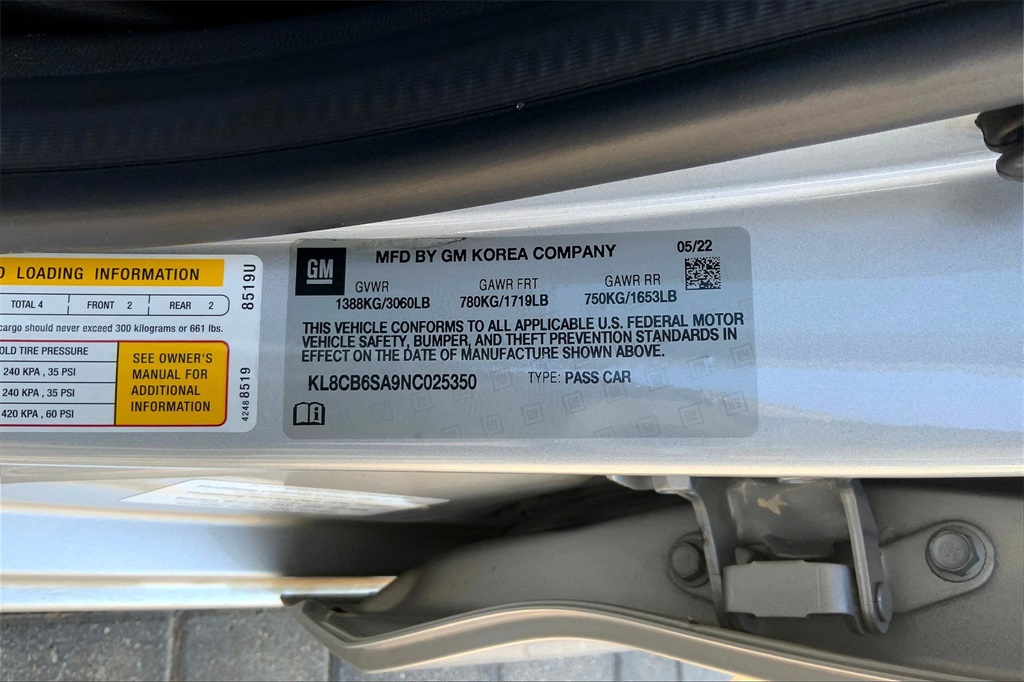 D LOADING INFORMATION
TOTAL 4 FRONT 2 REAR 2
cargo should never exceed 300 kilograms or 661 lbs.
OLD TIRE PRESSURE
240 KPA , 35 PSI
240 KPA , 35 PSI
420 KPA , 60 PSI
SEE OWNER'S
MANUAL FOR
ADDITIONAL
INFORMATION
8519U
42488519
GM
MFD BY GM KOREA COMPANY
05/22
GVWR GAWR FRT GAWR RR
1388KG/3060LB 780KG/1719LB 750KG/1653LB
THIS VEHICLE CONFORMS TO ALL APPLICABLE U.S. FEDERAL MOTOR
VEHICLE SAFETY, BUMPER, AND THEFT PREVENTION STANDARDS IN
EFFECT ON THE DATE OF MANUFACTURE SHOWN ABOVE.
KL8CB6SA9NC025350 TYPE: PASS CAR